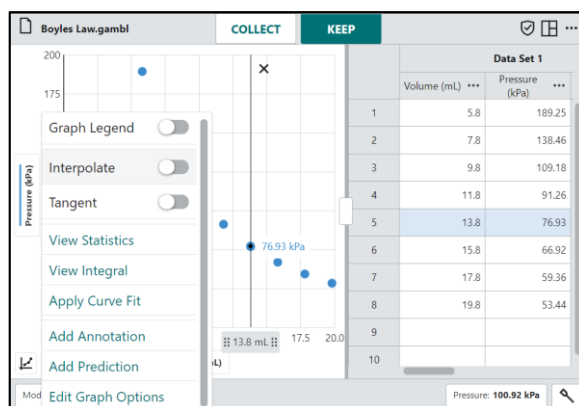 Boyles Law.gambl
COLLECT
KEEP
200
175
Pressure (kPa)
Graph Legend
Interpolate
Tangent
View Statistics
View Integral
Apply Curve Fit
Add Annotation
Add Prediction
Edit Graph Options
76.93 kPa
13.8 mL
17.5 20.0
L)
Mod
Data Set 1
Volume (mL) Pressure (kPa)
1 5.8 189.25
2 7.8 138.46
3 9.8 109.18
4 11.8 91.26
5 13.8 76.93
6 15.8 66.92
7 17.8 59.36
8 19.8 53.44
9
10
Pressure: 100.92 kPa